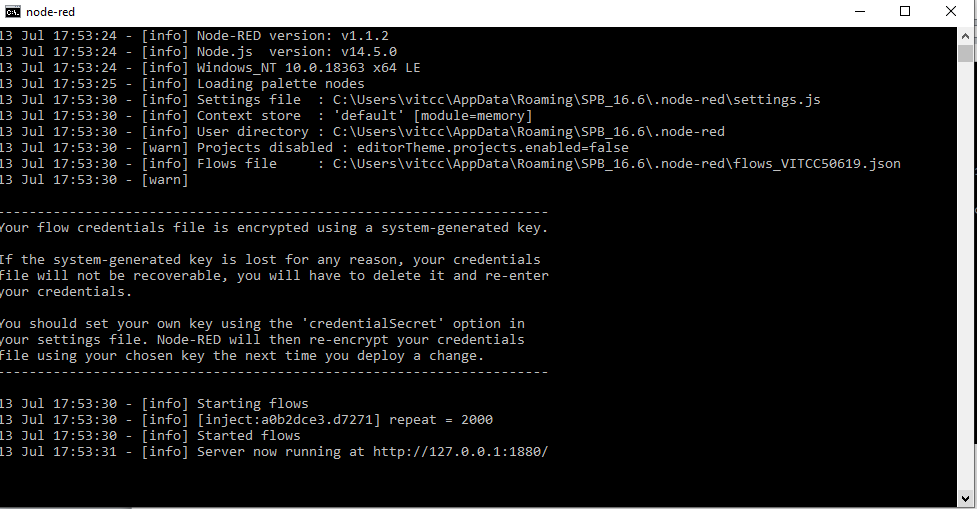 node-red
13 Jul 17:53:24 - [info] Node-RED version: v1.1.2
13 Jul 17:53:24 - [info] Node.js  version: v14.5.0
13 Jul 17:53:24 - [info] Windows_NT 10.0.18363 x64 LE
13 Jul 17:53:25 - [info] Loading palette nodes
13 Jul 17:53:30 - [info] Settings file  : C:\Users\vitcc\AppData\Roaming\SPB_16.6\.node-red\settings.js
13 Jul 17:53:30 - [info] Context store  : 'default' [module=memory]
13 Jul 17:53:30 - [info] User directory : C:\Users\vitcc\AppData\Roaming\SPB_16.6\.node-red
13 Jul 17:53:30 - [warn] Projects disabled : editorTheme.projects.enabled=false
13 Jul 17:53:30 - [info] Flows file     : C:\Users\vitcc\AppData\Roaming\SPB_16.6\.node-red\flows_VITCC50619.json
13 Jul 17:53:30 - [warn]
---------------------------------------------------------------------
Your flow credentials file is encrypted using a system-generated key.
If the system-generated key is lost for any reason, your credentials
file will not be recoverable, you will have to delete it and re-enter
your credentials.
You should set your own key using the 'credentialSecret' option in
your settings file. Node-RED will then re-encrypt your credentials
file using your chosen key the next time you deploy a change.
---------------------------------------------------------------------
13 Jul 17:53:30 - [info] Starting flows
13 Jul 17:53:30 - [info] [inject:a0b2dce3.d7271] repeat = 2000
13 Jul 17:53:30 - [info] Started flows
13 Jul 17:53:31 - [info] Server now running at http://127.0.0.1:1880/